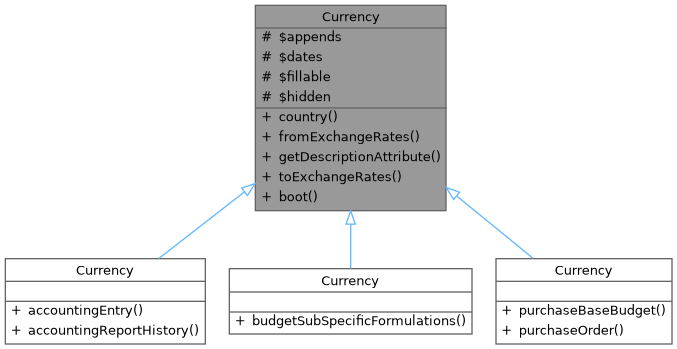 Currency
# $appends
# $dates
# $fillable
# $hidden
+ country()
+ fromExchangeRates()
+ getDescriptionAttribute()
+ toExchangeRates()
+ boot()
Currency
+ accountingEntry()
+ accountingReportHistory()
Currency
+ budgetSubSpecificFormulations()
Currency
+ purchaseBaseBudget()
+ purchaseOrder()